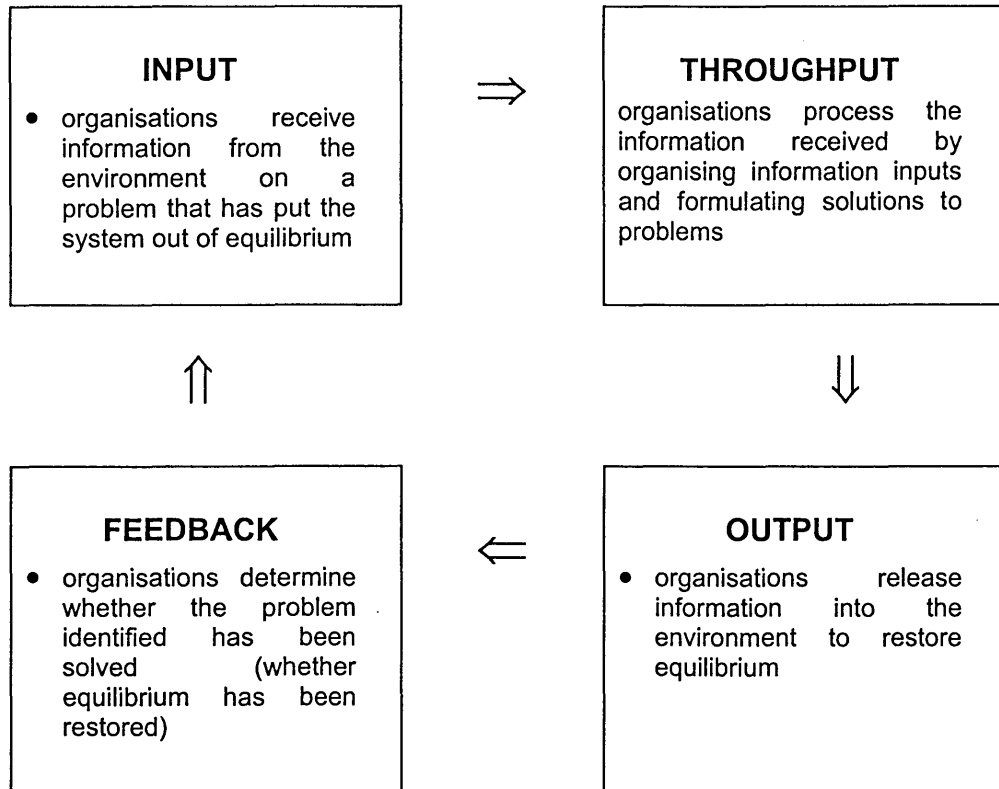 INPUT
• organisations receive
information from the
environment on a
problem that has put the
system out of equilibrium
⇒
THROUGHPUT
organisations process the
information received by
organising information inputs
and formulating solutions to
problems
⇑
⇓
FEEDBACK
• organisations determine
whether the problem
identified has been
solved (whether
equilibrium has been
restored)
⇐
OUTPUT
• organisations release
information into the
environment to restore
equilibrium